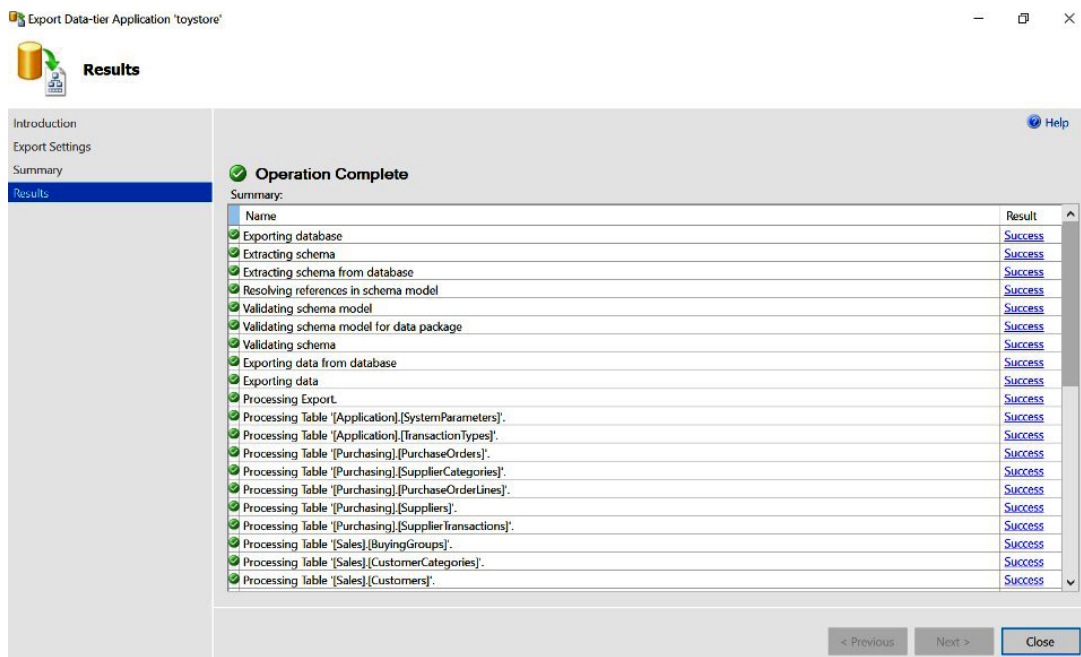 Export Data-tier Application 'toystore'
Results
Introduction
Export Settings
Summary
Results
Help
Operation Complete
Summary:
Name Result
Exporting database Success
Extracting schema Success
Extracting schema from database Success
Resolving references in schema model Success
Validating schema model Success
Validating schema model for data package Success
Validating schema Success
Exporting data from database Success
Exporting data Success
Processing Export. Success
Processing Table '[Application].[SystemParameters]'. Success
Processing Table '[Application].[TransactionTypes]'. Success
Processing Table '[Purchasing].[PurchaseOrders]'. Success
Processing Table '[Purchasing].[SupplierCategories]'. Success
Processing Table '[Purchasing].[PurchaseOrderLines]'. Success
Processing Table '[Purchasing].[Suppliers]'. Success
Processing Table '[Purchasing].[SupplierTransactions]'. Success
Processing Table '[Sales].[BuyingGroups]'. Success
Processing Table '[Sales].[CustomerCategories]'. Success
Processing Table '[Sales].[Customers]'. Success
< Previous Next > Close